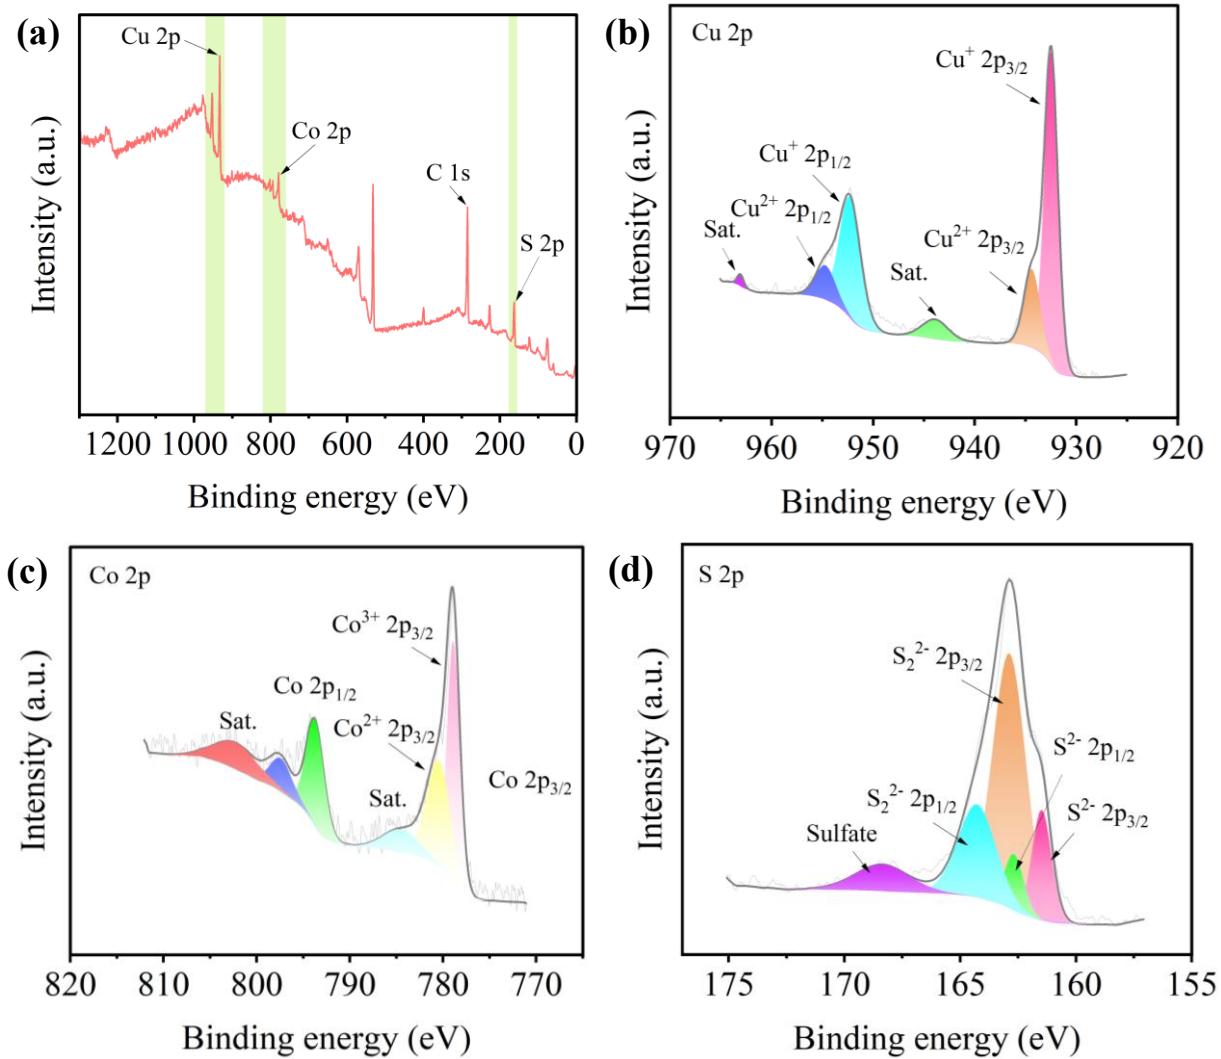 (a)
Cu 2p
Co 2p
C 1s
S 2p
Intensity (a.u.)
1200 1000 800 600 400 200 0
Binding energy (eV)
(b)
Cu 2p
Cu⁺ 2p₃/₂
Cu⁺ 2p₁/₂
Cu²⁺ 2p₁/₂
Sat.
Cu²⁺ 2p₃/₂
Sat.
Intensity (a.u.)
970 960 950 940 930 920
Binding energy (eV)
(c)
Co 2p
Co³⁺ 2p₃/₂
Co 2p₁/₂
Sat.
Co²⁺ 2p₃/₂
Co 2p₃/₂
Sat.
Intensity (a.u.)
820 810 800 790 780 770
Binding energy (eV)
(d)
S 2p
S₂²⁻ 2p₃/₂
S²⁻ 2p₁/₂
S₂²⁻ 2p₁/₂
S²⁻ 2p₃/₂
Sulfate
Intensity (a.u.)
175 170 165 160 155
Binding energy (eV)